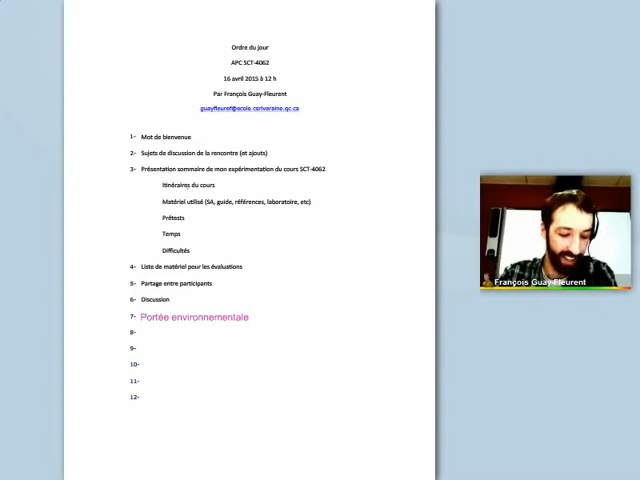 Ordre du jour
APC SCT-4062
16 avril 2015 à 12 h
Par François Guay-Fleurent
guayfleuref@ecole.csriveraine.qc.ca
1- Mot de bienvenue
2- Sujets de discussion de la rencontre (et ajouts)
3- Présentation sommaire de mon expérimentation du cours SCT-4062
Itinéraires du cours
Matériel utilisé (SA, guide, références, laboratoire, etc)
Prétests
Temps
Difficultés
4- Liste de matériel pour les évaluations
5- Partage entre participants
6- Discussion
7- Portée environnementale
8-
9-
10-
11-
12-
François Guay-Fleurent